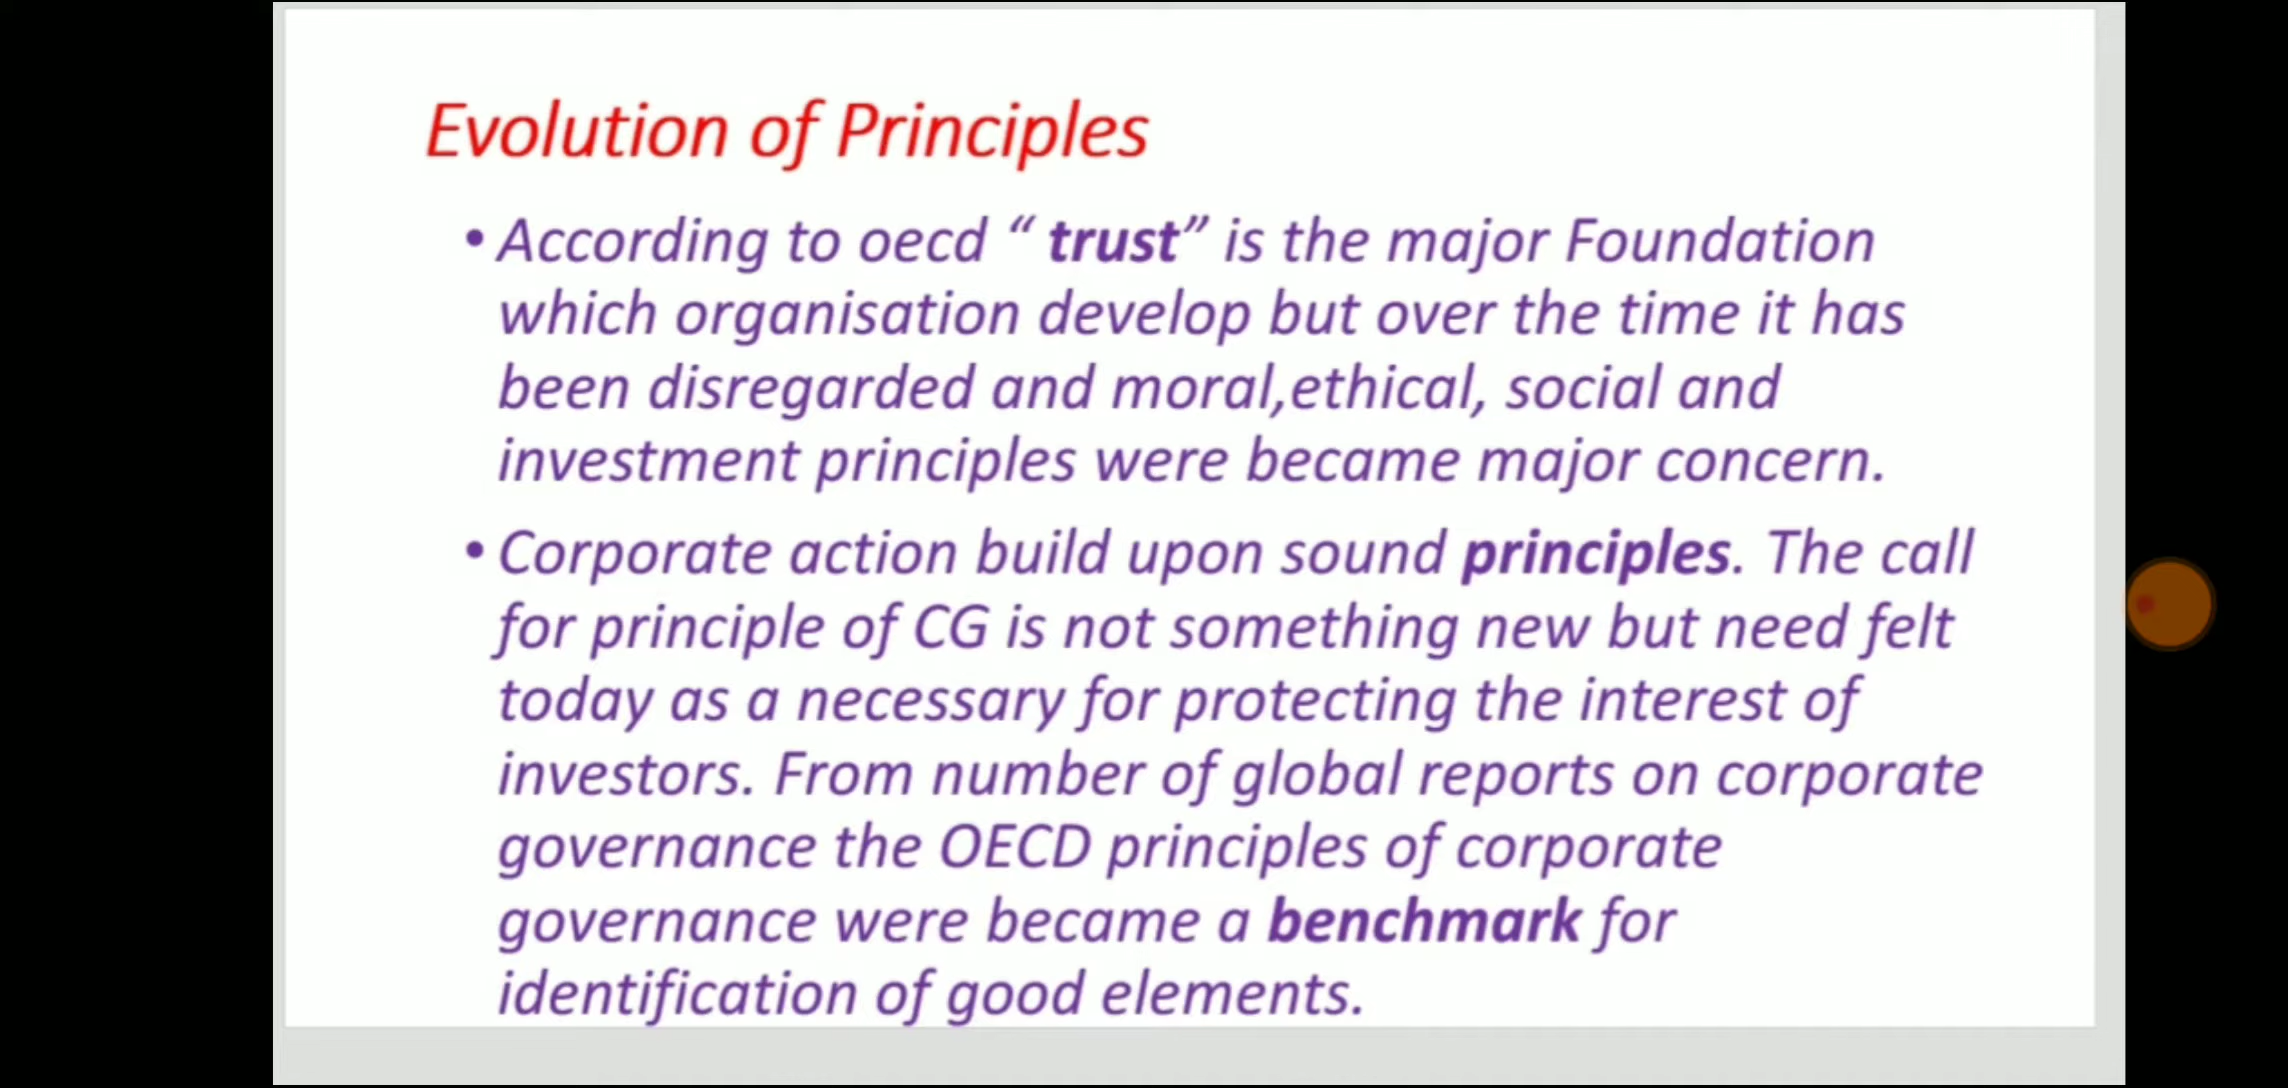 Evolution of Principles
• According to oecd “ trust” is the major Foundation
which organisation develop but over the time it has
been disregarded and moral,ethical, social and
investment principles were became major concern.
• Corporate action build upon sound principles. The call
for principle of CG is not something new but need felt
today as a necessary for protecting the interest of
investors. From number of global reports on corporate
governance the OECD principles of corporate
governance were became a benchmark for
identification of good elements.